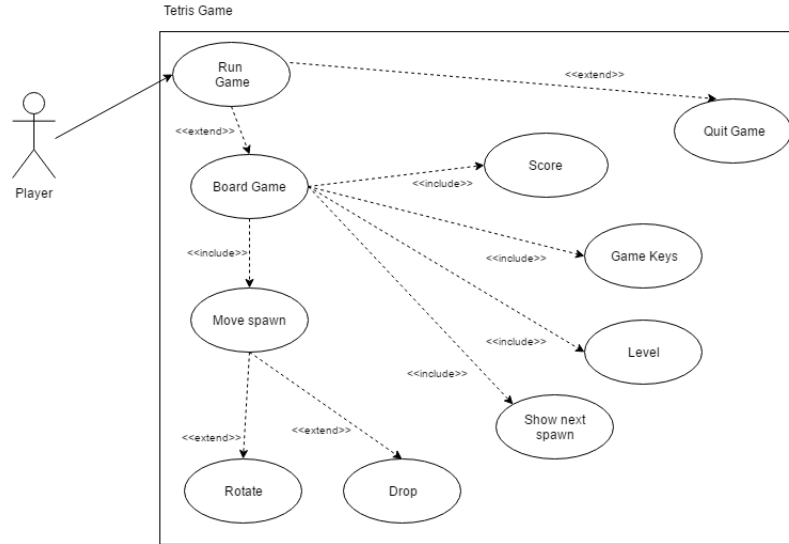 Tetris Game
Run
Game
<<extend>>
Quit Game
<<extend>>
Player
Board Game
Score
<<include>>
Game Keys
<<include>>
<<include>>
Move spawn
<<include>>
Level
<<include>>
Show next
spawn
<<extend>>
<<extend>>
Rotate
Drop